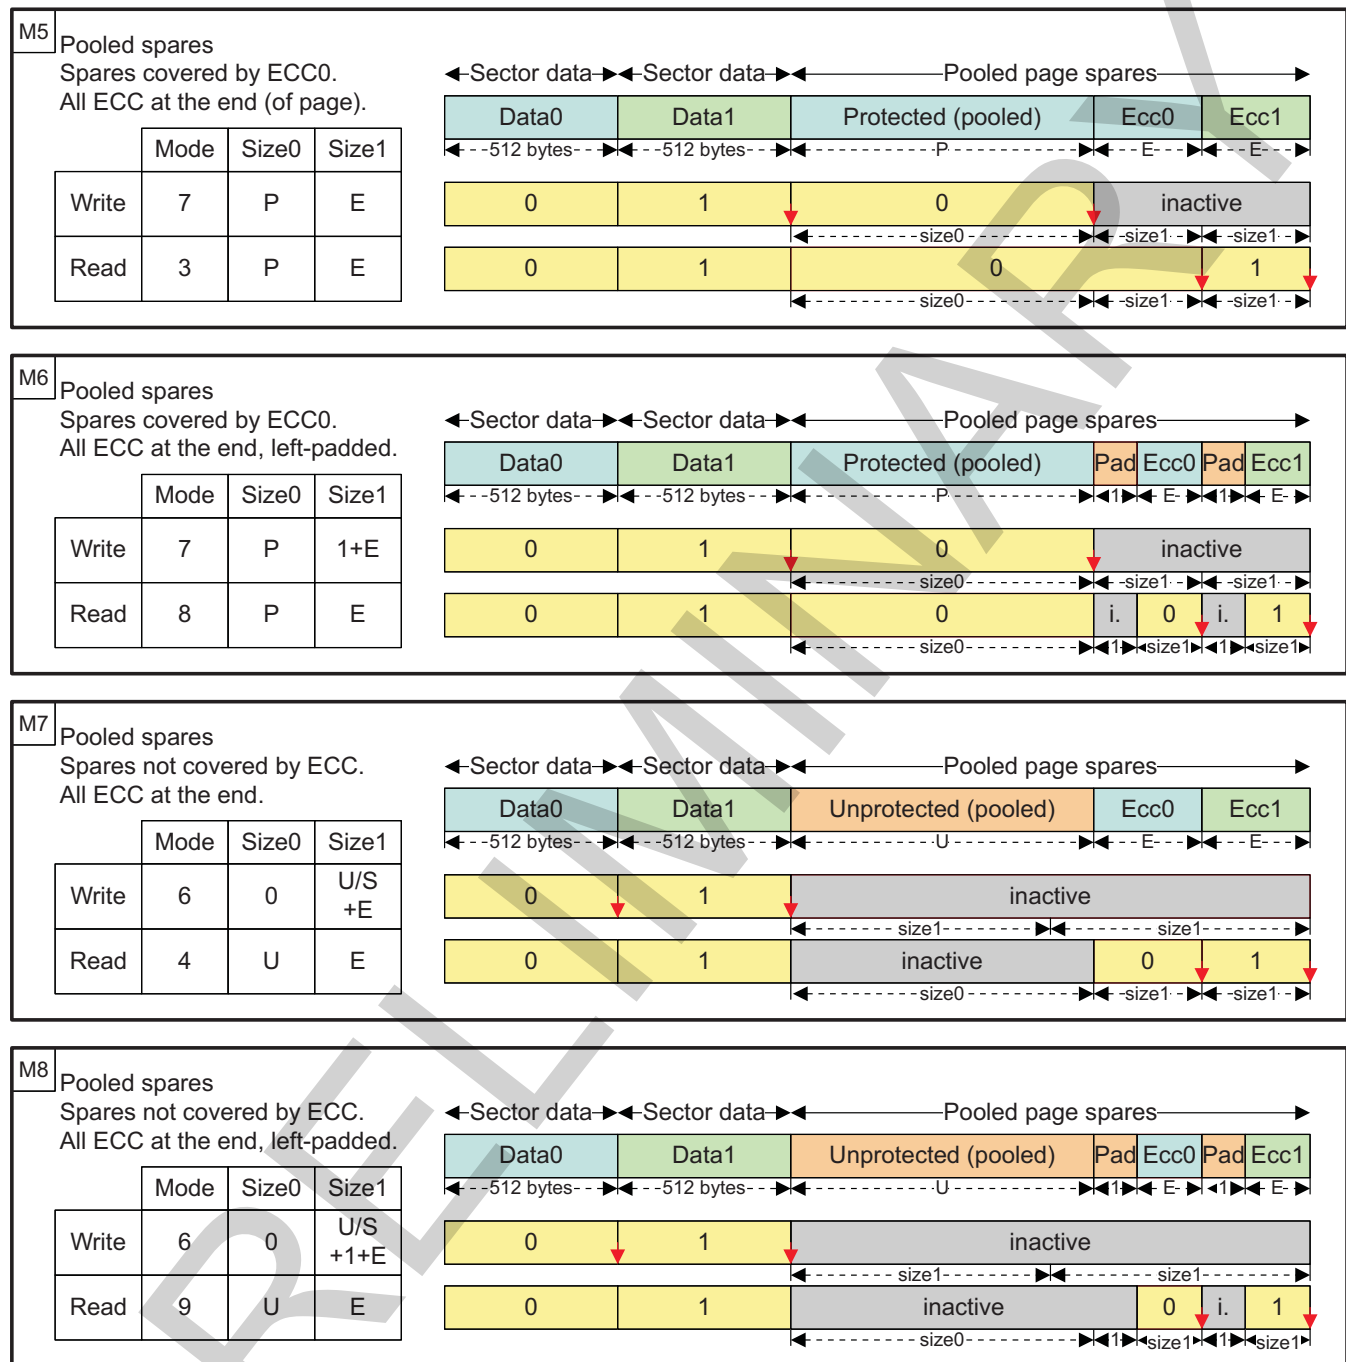 M5
Pooled spares
Spares covered by ECC0.
All ECC at the end (of page).
Mode Size0 Size1
Write 7 P E
Read 3 P E
Sector data Sector data Pooled page spares
Data0 Data1 Protected (pooled) Ecc0 Ecc1
512 bytes 512 bytes P E E
0 1 0 inactive
size0 size1 size1
0 1 0 1
size0 size1 size1
M6
Pooled spares
Spares covered by ECC0.
All ECC at the end, left-padded.
Mode Size0 Size1
Write 7 P 1+E
Read 8 P E
Sector data Sector data Pooled page spares
Data0 Data1 Protected (pooled) Pad Ecc0 Pad Ecc1
512 bytes 512 bytes P 1 E 1 E
0 1 0 inactive
size0 size1 size1
0 1 0 i. 0 i. 1
size0 1 size1 1 size1
M7
Pooled spares
Spares not covered by ECC.
All ECC at the end.
Mode Size0 Size1
Write 6 0 U/S
+E
Read 4 U E
Sector data Sector data Pooled page spares
Data0 Data1 Unprotected (pooled) Ecc0 Ecc1
512 bytes 512 bytes U E E
0 1 inactive
size1 size1
0 1 inactive 0 1
size0 size1 size1
M8
Pooled spares
Spares not covered by ECC.
All ECC at the end, left-padded.
Mode Size0 Size1
Write 6 0 U/S
+1+E
Read 9 U E
Sector data Sector data Pooled page spares
Data0 Data1 Unprotected (pooled) Pad Ecc0 Pad Ecc1
512 bytes 512 bytes U 1 E 1 E
0 1 inactive
size1 size1
0 1 inactive 0 i. 1
size0 1 size1 1 size1
RELIMINARY